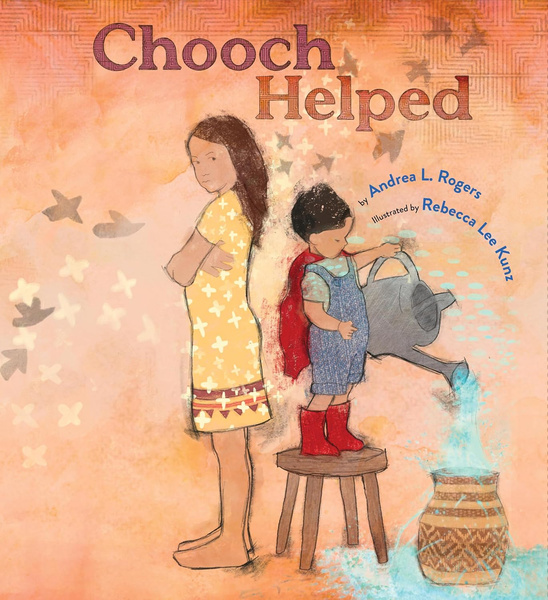 Chooch
Helped
by Andrea L. Rogers
Illustrated by Rebecca Lee Kunz